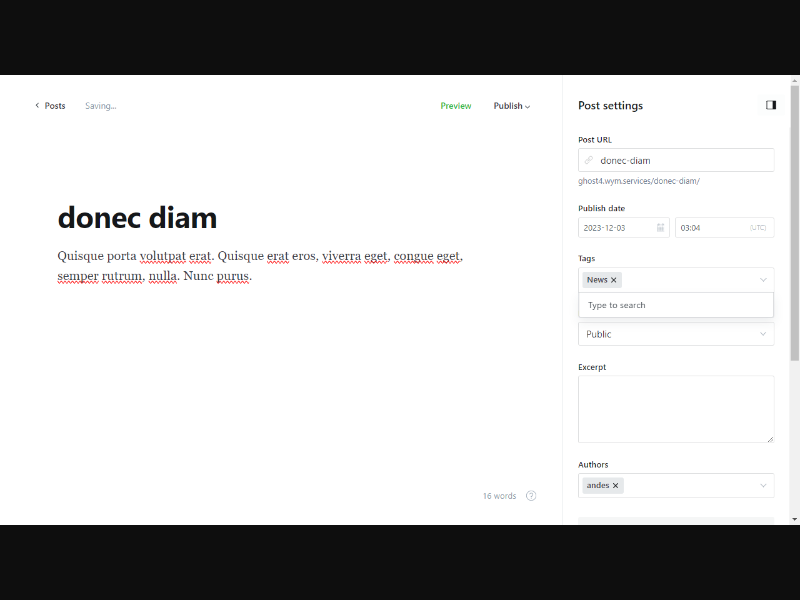 Posts Saving... Preview Publish
Post settings
donec diam
Quisque porta volutpat erat. Quisque erat eros, viverra eget, congue eget,
semper rutrum, nulla. Nunc purus.
16 words ?
Post URL
donec-diam
ghost4.wym.services/donec-diam/
Publish date
2023-12-03 03:04 (UTC)
Tags
News ×
Type to search
Public
Excerpt
Authors
andes ×